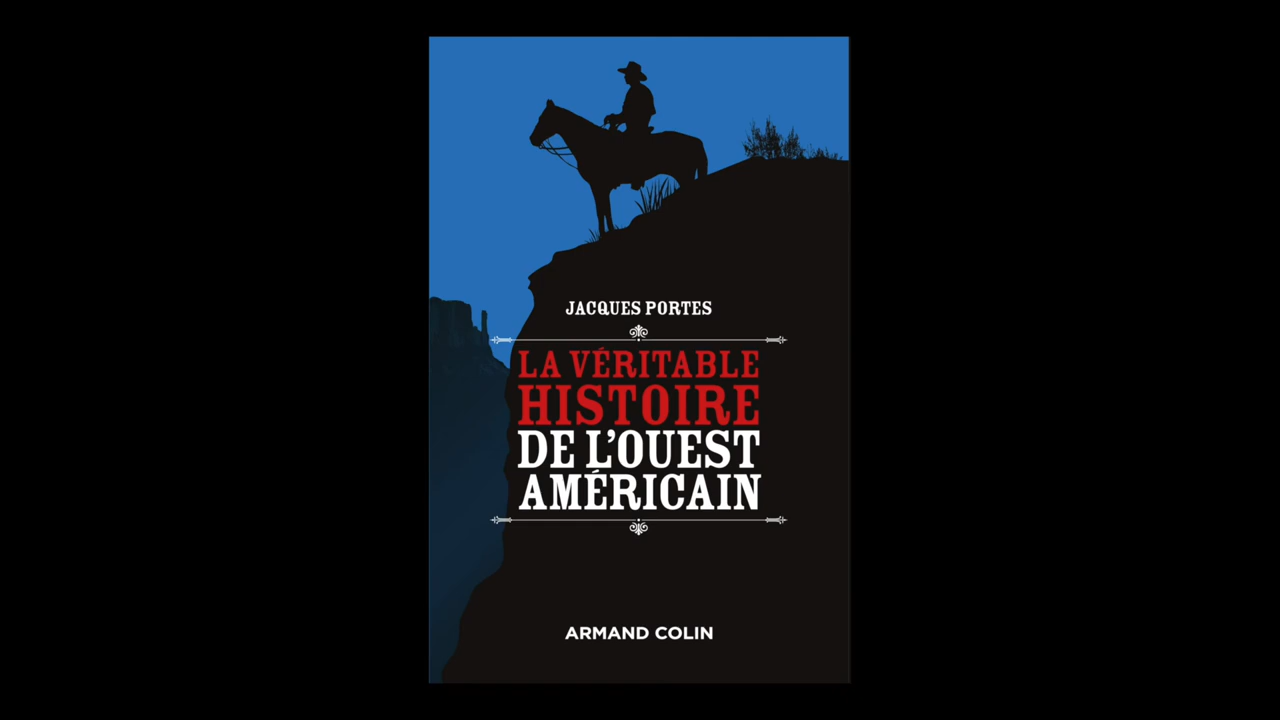 JACQUES PORTES
LA VÉRITABLE
HISTOIRE
DE L'OUEST
AMÉRICAIN
ARMAND COLIN